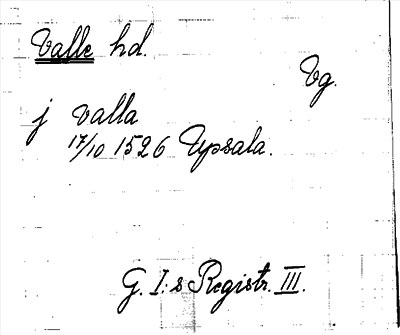 Valle hd.
Vg.
j Valla
17/10 1526 Upsala.
G. I:s Registr. III.